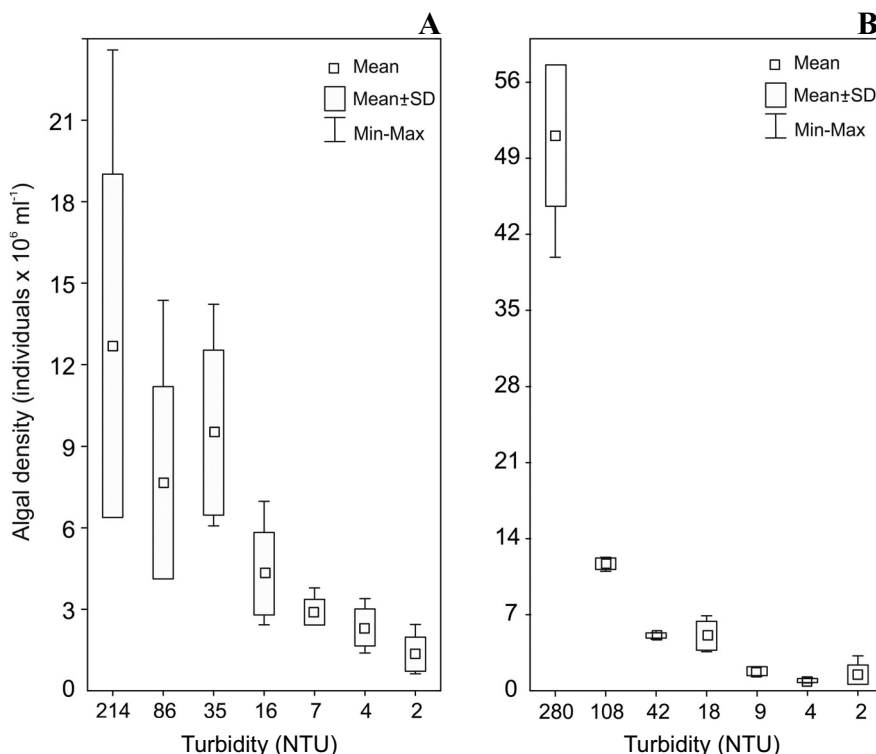 A
Mean
Mean±SD
Min-Max
21
18
15
12
9
6
3
0
Algal density (individuals x 10⁶ ml⁻¹)
214 86 35 16 7 4 2
Turbidity (NTU)
B
Mean
Mean±SD
Min-Max
56
49
42
35
28
21
14
7
0
280 108 42 18 9 4 2
Turbidity (NTU)